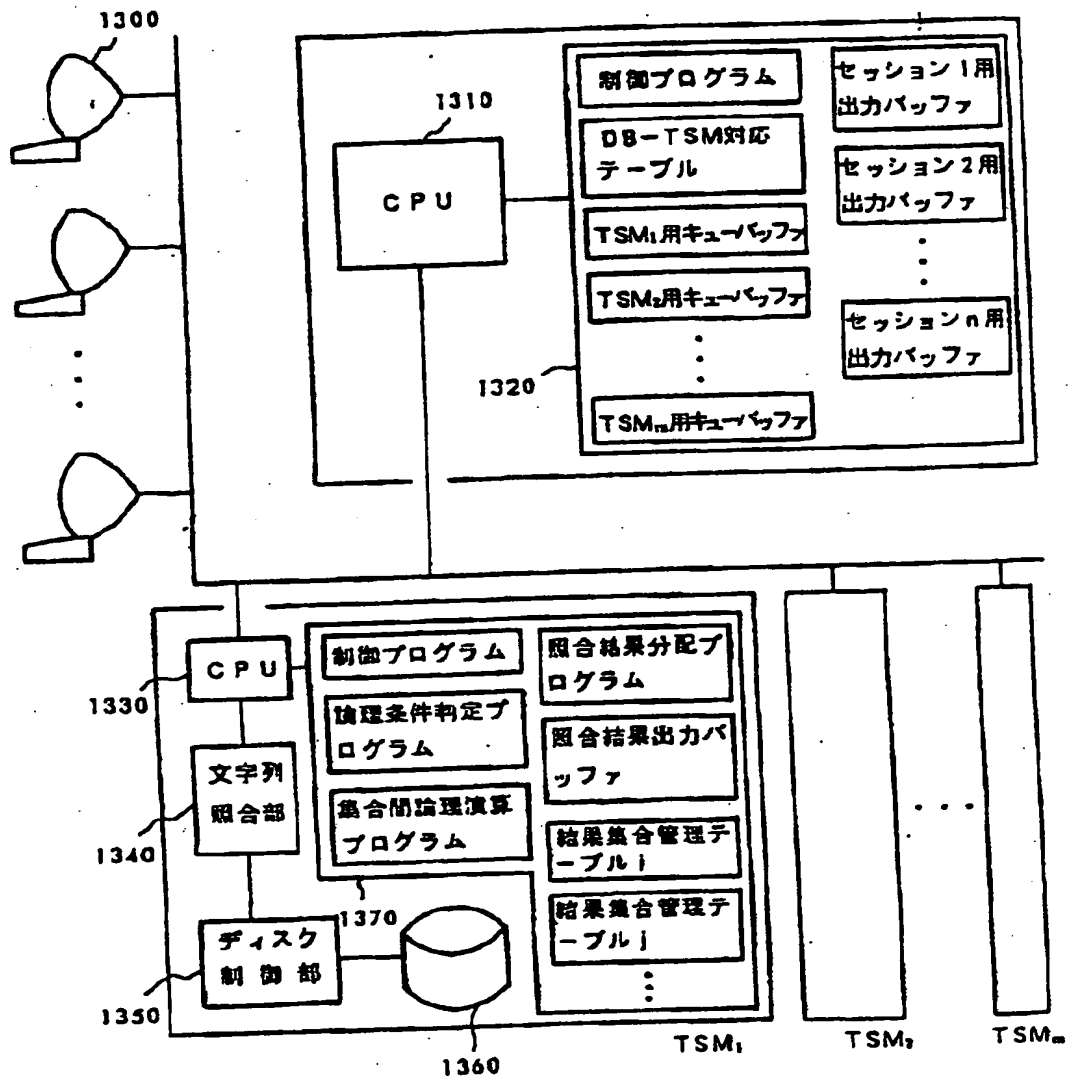 1300
1310
CPU
制御プログラム
DB-TSM対応
テーブル
TSM₁用キューバッファ
TSM₂用キューバッファ
TSMm用キューバッファ
1320
セッション1用
出力バッファ
セッション2用
出力バッファ
セッションn用
出力バッファ
CPU
1330
文字列
照合部
1340
ディスク
制御部
1350
1360
制御プログラム
論理条件判定プ
ログラム
集合間論理演算
プログラム
1370
照合結果分配プ
ログラム
照合結果出力バ
ッファ
結果集合管理テ
ーブルi
結果集合管理テ
ーブルj
TSM₁
TSM₂
TSMm